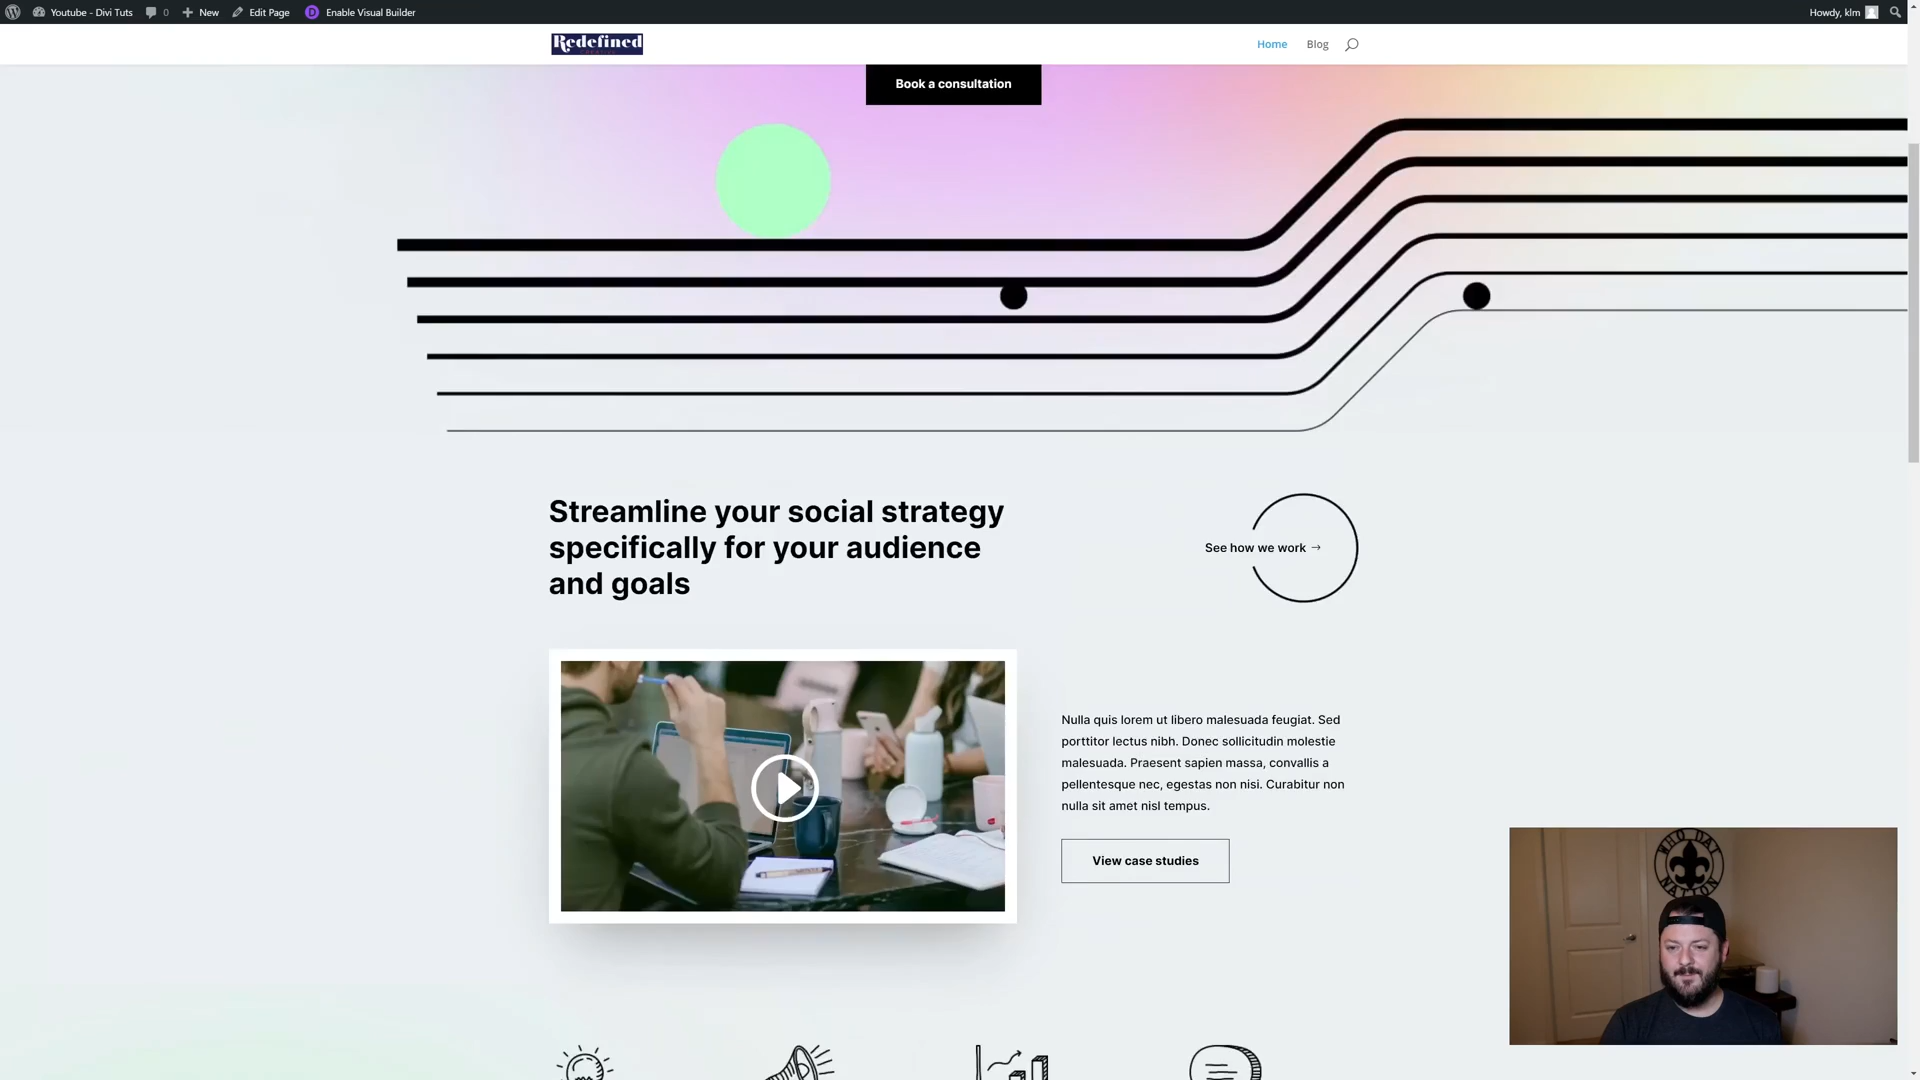 Youtube - Divi Tuts 0 New Edit Page D Enable Visual Builder Howdy, klm
Redefined
Home Blog
Book a consultation
Streamline your social strategy
specifically for your audience
and goals
See how we work →
Nulla quis lorem ut libero malesuada feugiat. Sed
porttitor lectus nibh. Donec sollicitudin molestie
malesuada. Praesent sapien massa, convallis a
pellentesque nec, egestas non nisi. Curabitur non
nulla sit amet nisl tempus.
View case studies
WHO DAT
NATION